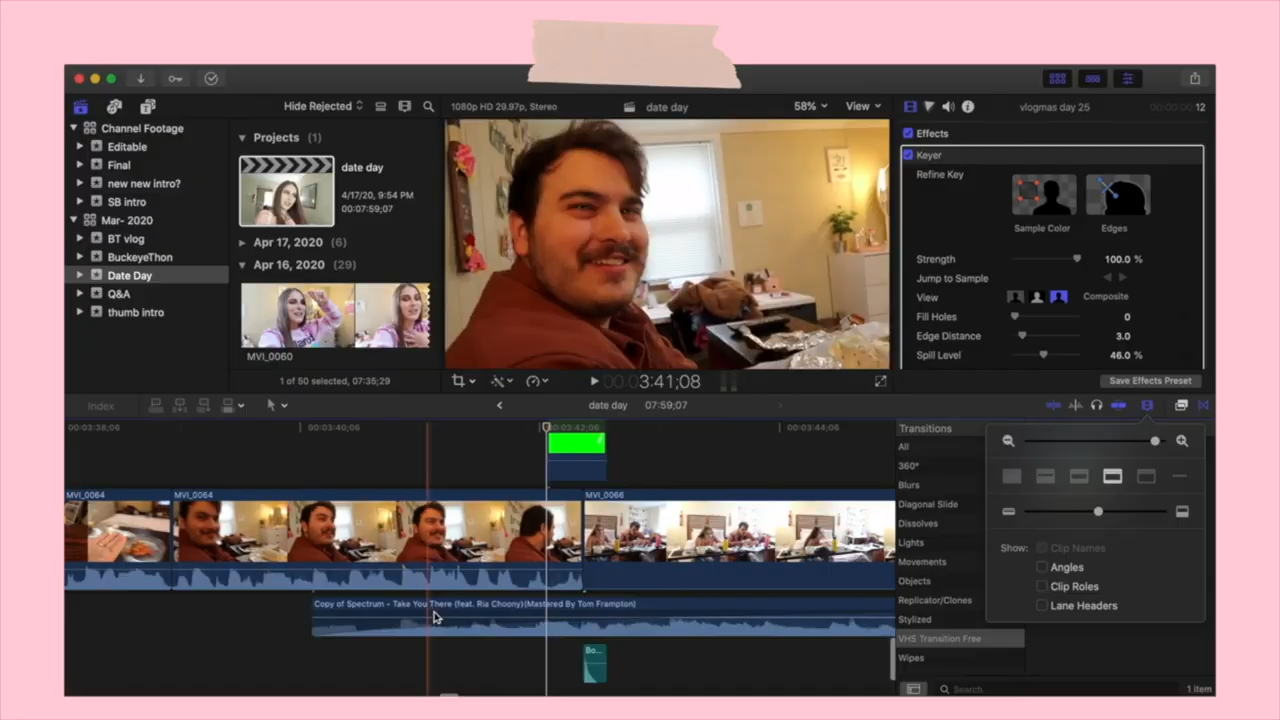 Hide Rejected
1080p HD 29.97p, Stereo
date day
58%
View
vlogmas day 25
00:00:00:12
Channel Footage
Editable
Final
new new intro?
SB intro
Mar- 2020
BT vlog
BuckeyeThon
Date Day
Q&A
thumb intro
Projects (1)
date day
4/17/20, 9:54 PM
00:07:59;07
Apr 17, 2020 (6)
Apr 16, 2020 (29)
MVI_0060
1 of 50 selected, 07:35;29
00:03:41;08
Effects
Keyer
Refine Key
Sample Color
Edges
Strength 100.0 %
Jump to Sample
View Composite
Fill Holes 0
Edge Distance 3.0
Spill Level 46.0 %
Save Effects Preset
Index
date day 07:59;07
00:03:38;06
00:03:40;06
00:03:42;06
00:03:44;06
MVI_0064
MVI_0064
MVI_0066
Copy of Spectrum - Take You There (feat. Ria Choony)(Mastered By Tom Frampton)
Bo...
Transitions
All
360°
Blurs
Diagonal Slide
Dissolves
Lights
Movements
Objects
Replicator/Clones
Stylized
VHS Transition Free
Wipes
Show: Clip Names
Angles
Clip Roles
Lane Headers
Search
1 item